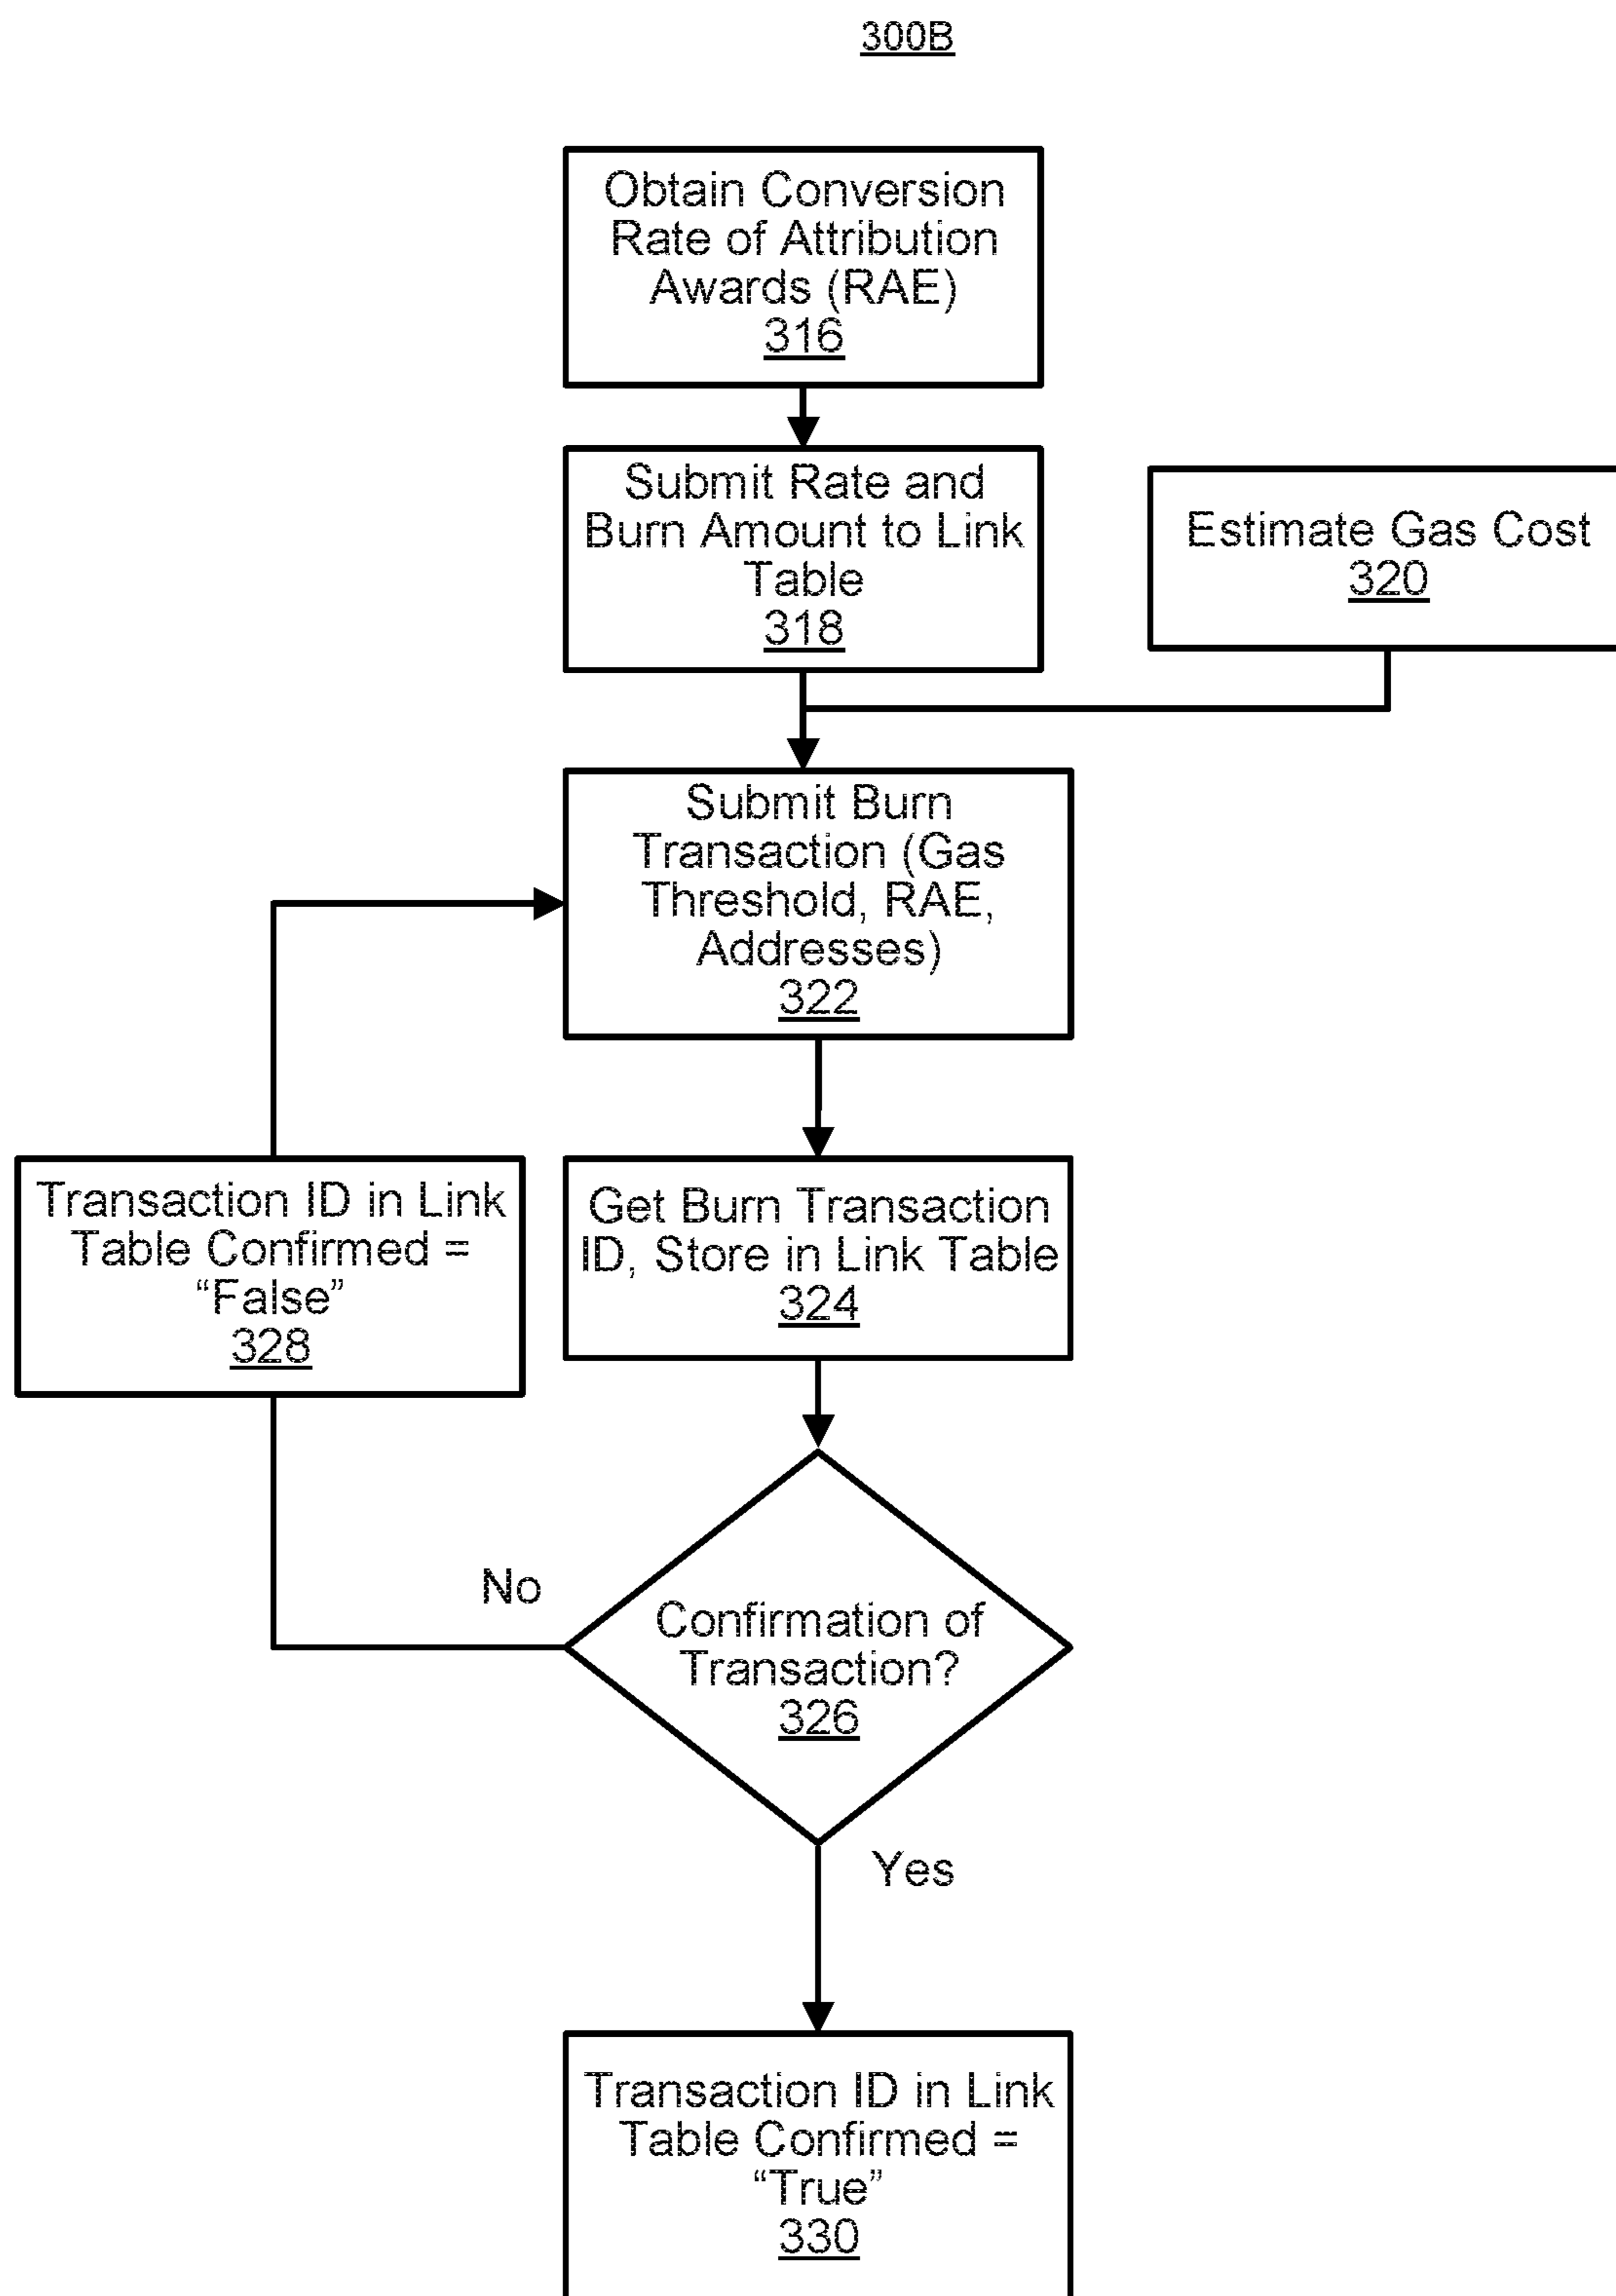 300B
Obtain Conversion
Rate of Attribution
Awards (RAE)
316
Submit Rate and
Burn Amount to Link
Table
318
Estimate Gas Cost
320
Submit Burn
Transaction (Gas
Threshold, RAE,
Addresses)
322
Transaction ID in Link
Table Confirmed =
“False”
328
Get Burn Transaction
ID, Store in Link Table
324
No
Confirmation of
Transaction?
326
Yes
Transaction ID in Link
Table Confirmed =
“True”
330